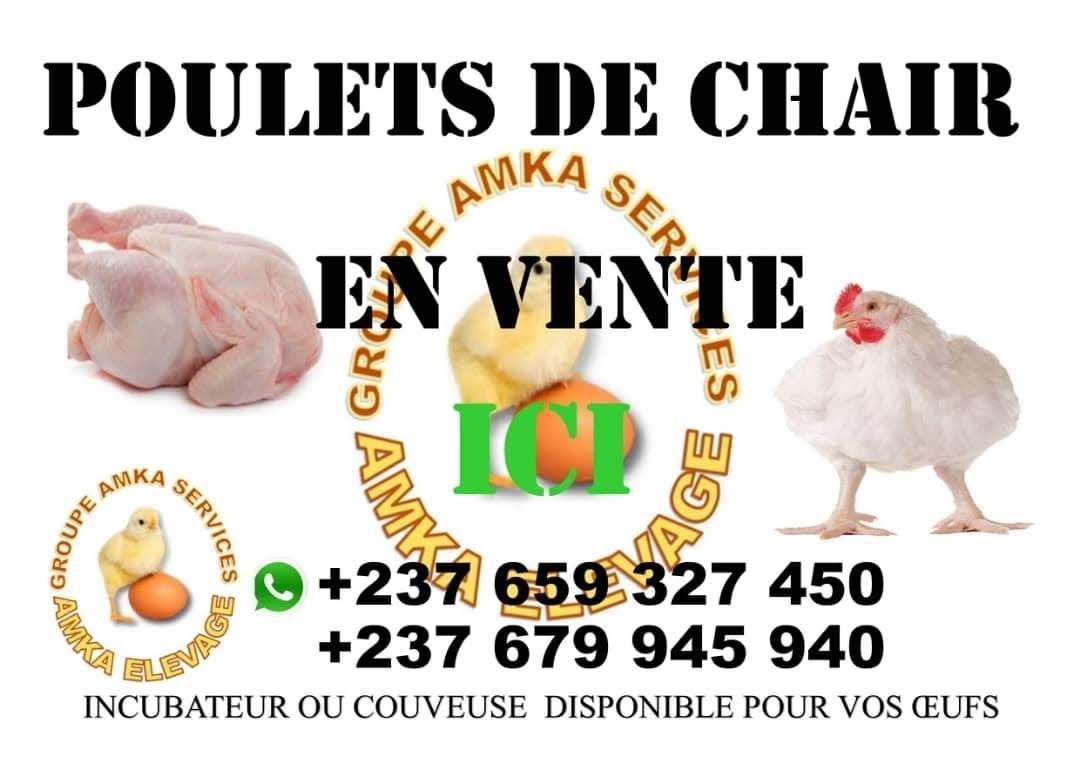 POULETS DE CHAIR
GROUPE AMKA SERVICES
EN VENTE
ICI
AMKA ELEVAGE
GROUPE AMKA SERVICES
AMKA ELEVAGE
+237 659 327 450
+237 679 945 940
INCUBATEUR OU COUVEUSE DISPONIBLE POUR VOS ŒUFS